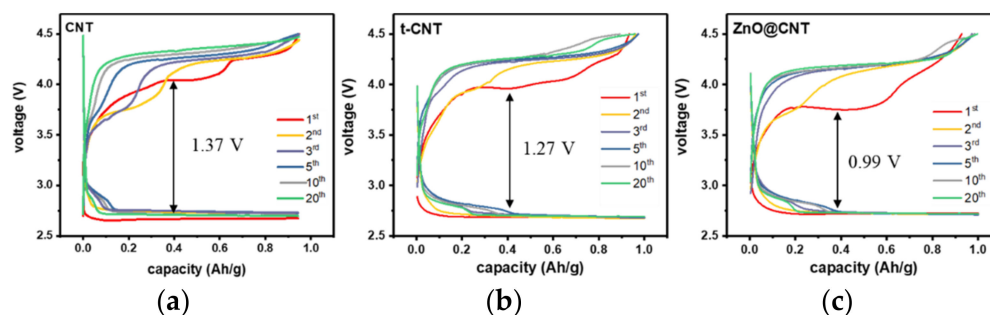 CNT
voltage (V)
4.5
4.0
3.5
3.0
2.5
1.37 V
1st
2nd
3rd
5th
10th
20th
0.0 0.2 0.4 0.6 0.8 1.0
capacity (Ah/g)
(a)
t-CNT
voltage (V)
4.5
4.0
3.5
3.0
2.5
1.27 V
1st
2nd
3rd
5th
10th
20th
0.0 0.2 0.4 0.6 0.8 1.0
capacity (Ah/g)
(b)
ZnO@CNT
voltage (V)
4.5
4.0
3.5
3.0
2.5
0.99 V
1st
2nd
3rd
5th
10th
20th
0.0 0.2 0.4 0.6 0.8 1.0
capacity (Ah/g)
(c)